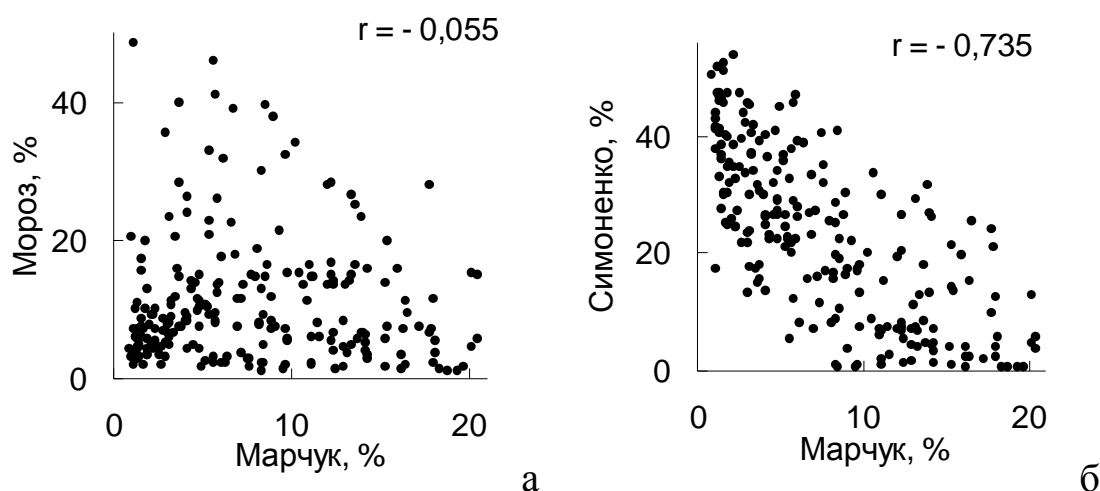 r = - 0,055
Мороз, %
40
20
0
0 10 20
Марчук, %
а
r = - 0,735
Симоненко, %
40
20
0
0 10 20
Марчук, %
б